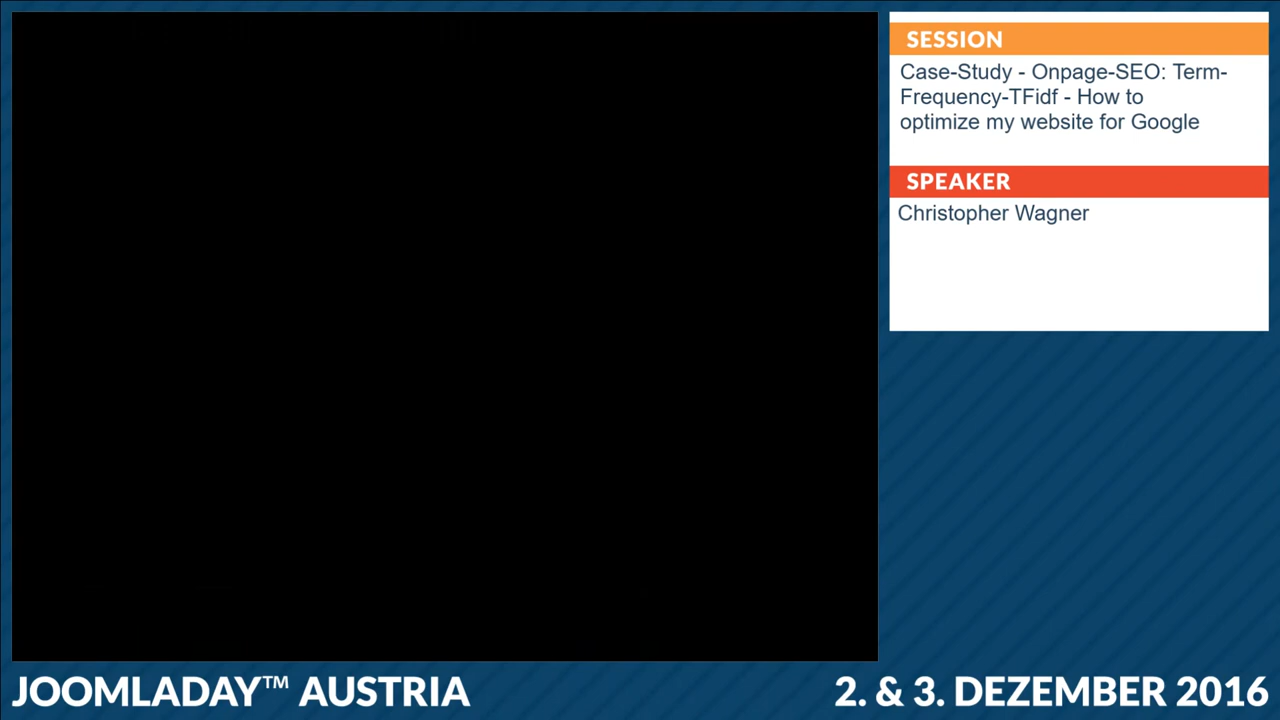 SESSION
Case-Study - Onpage-SEO: Term-
Frequency-TFidf - How to
optimize my website for Google
SPEAKER
Christopher Wagner
JOOMLADAY™ AUSTRIA
2. & 3. DEZEMBER 2016